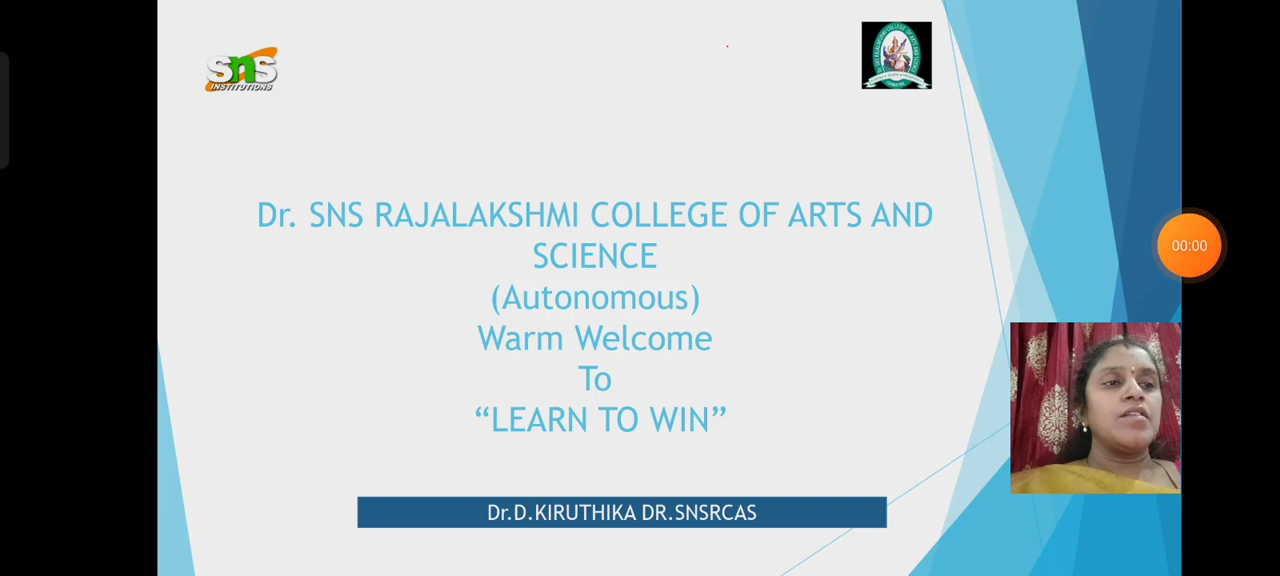 SNS
INSTITUTIONS
Dr. SNS RAJALAKSHMI COLLEGE OF ARTS AND
SCIENCE
(Autonomous)
Warm Welcome
To
“LEARN TO WIN”
00:00
Dr.D.KIRUTHIKA DR.SNSRCAS